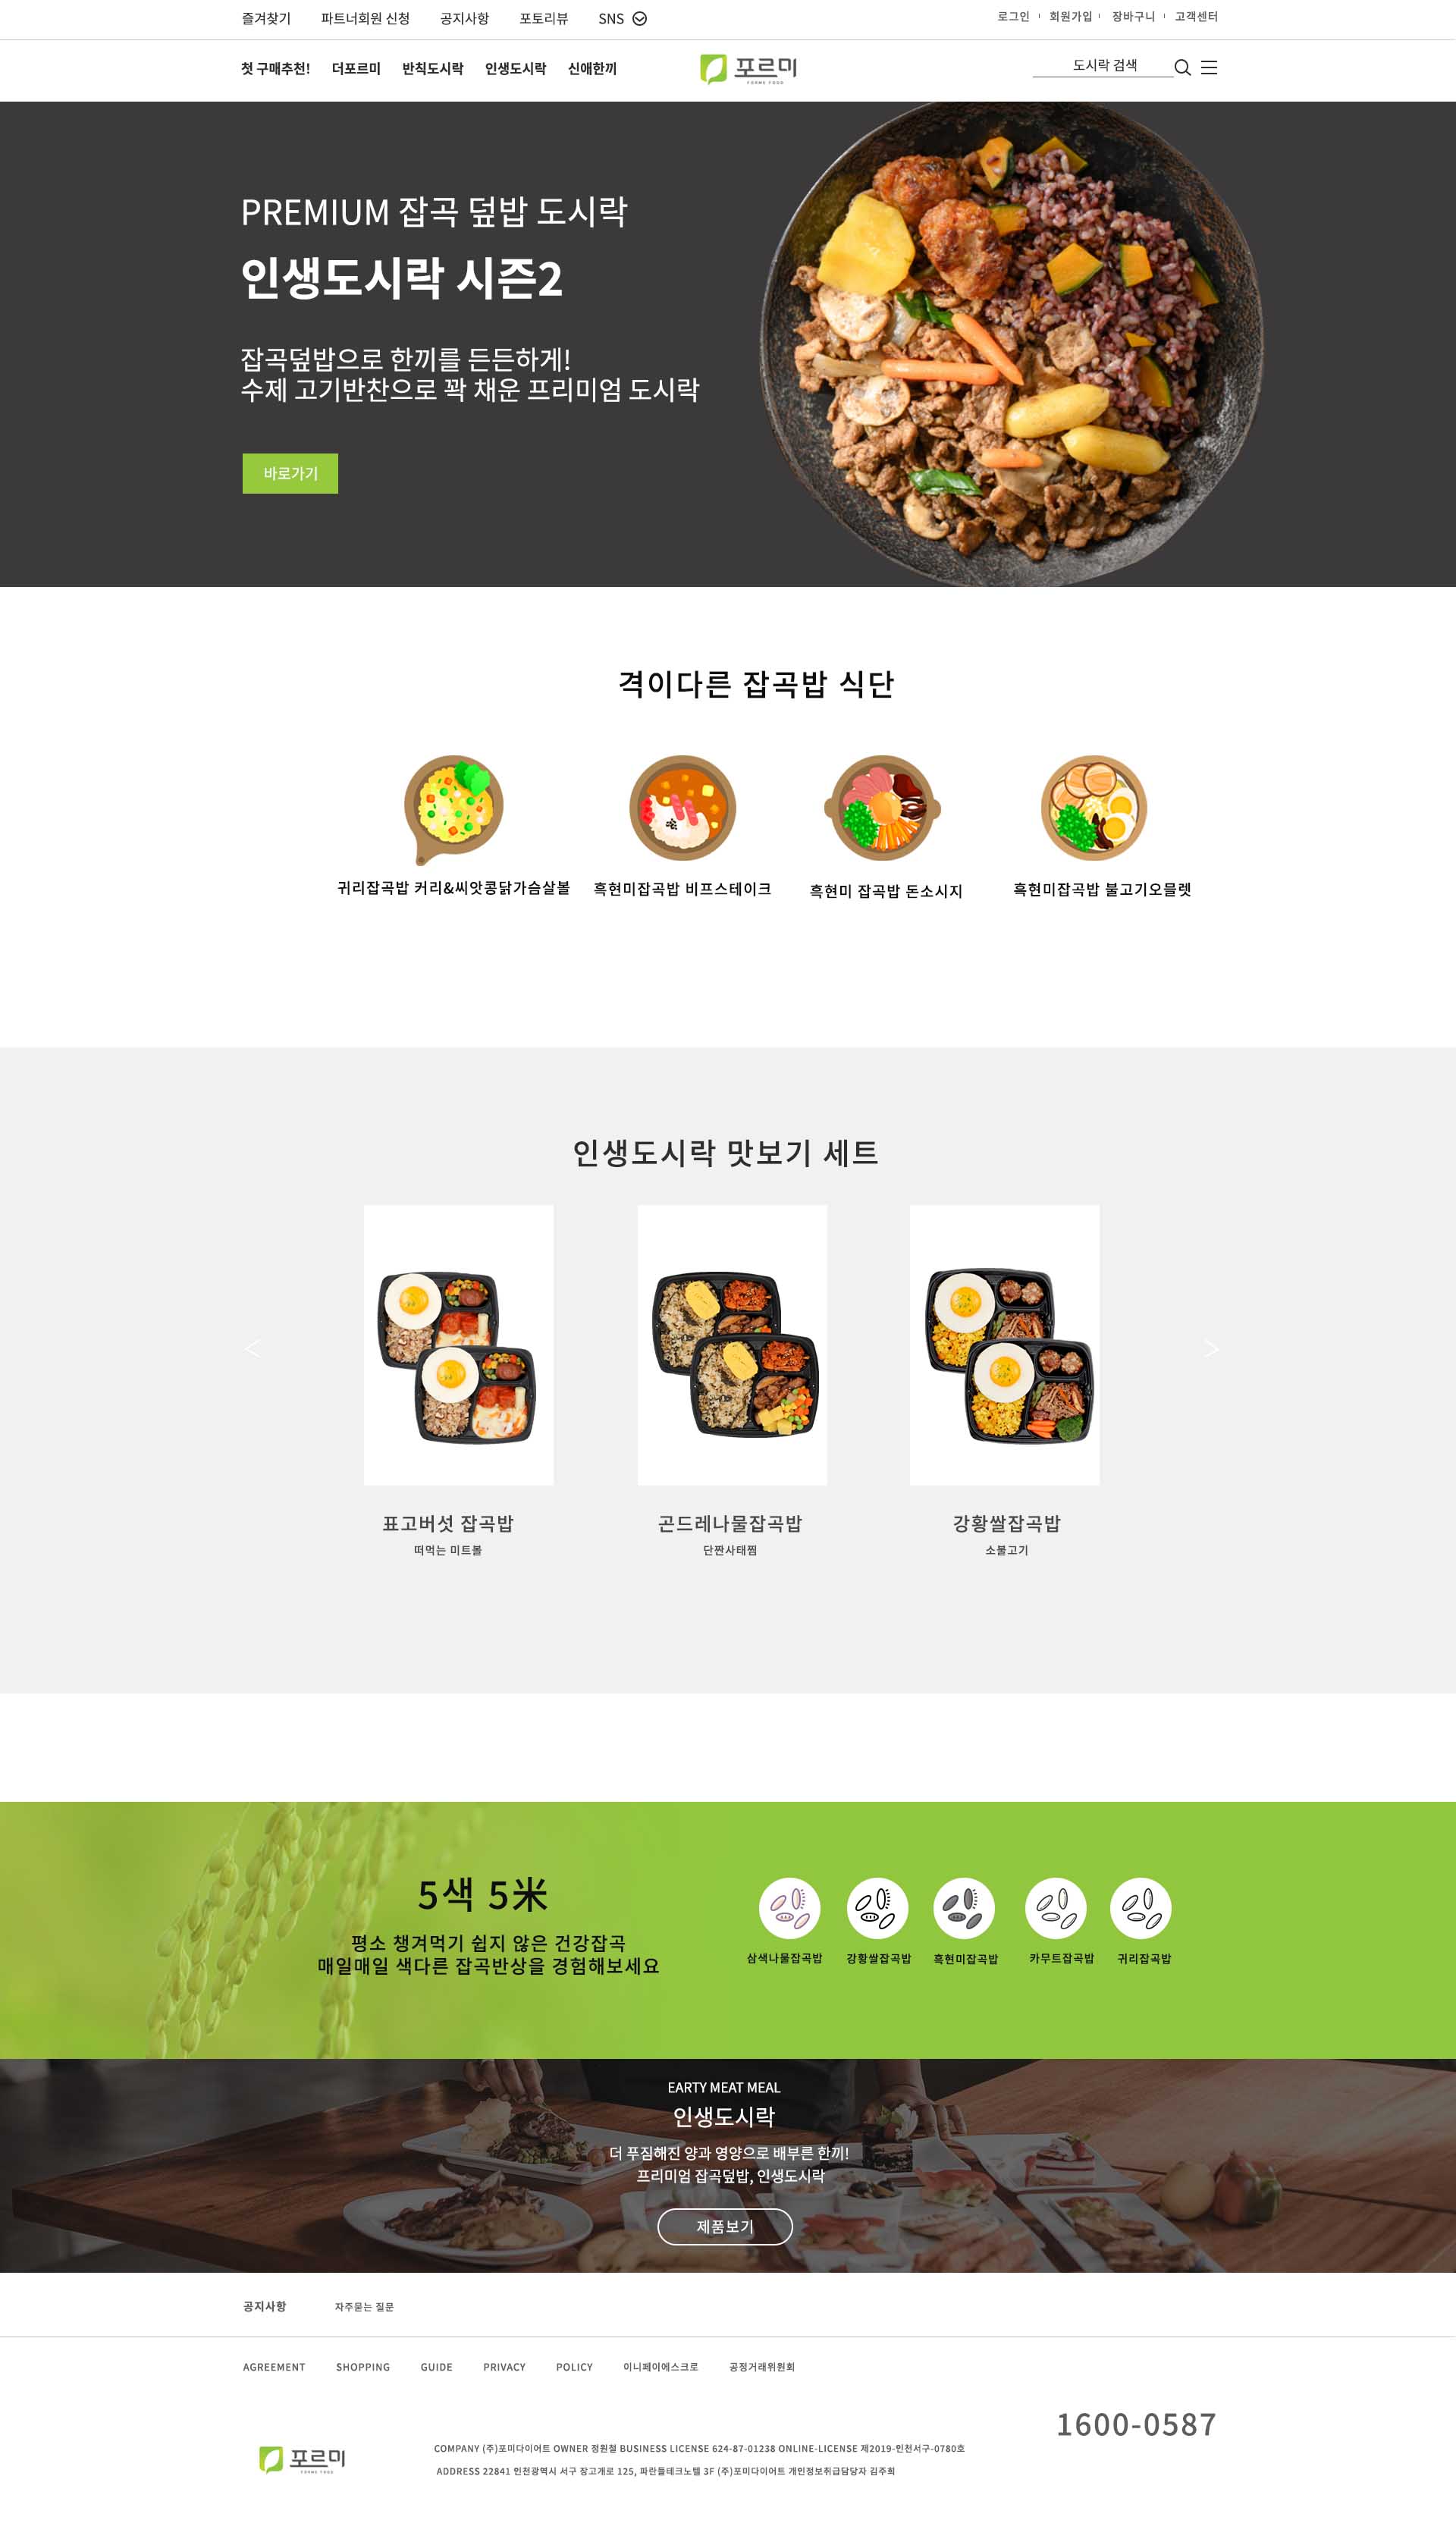 즐겨찾기 파트너회원 신청 공지사항 포토리뷰 SNS
로그인 회원가입 장바구니 고객센터
첫 구매추천! 더포르미 반칙도시락 인생도시락 신애한끼
포르미
FORME FOOD
도시락 검색
PREMIUM 잡곡 덮밥 도시락
인생도시락 시즌2
잡곡덮밥으로 한끼를 든든하게!
수제 고기반찬으로 꽉 채운 프리미엄 도시락
바로가기
격이다른 잡곡밥 식단
귀리잡곡밥 커리&씨앗콩닭가슴살볼
흑현미잡곡밥 비프스테이크
흑현미 잡곡밥 돈소시지
흑현미잡곡밥 불고기오믈렛
인생도시락 맛보기 세트
표고버섯 잡곡밥
떠먹는 미트볼
곤드레나물잡곡밥
단짠사태찜
강황쌀잡곡밥
소불고기
5색 5米
평소 챙겨먹기 쉽지 않은 건강잡곡
매일매일 색다른 잡곡반상을 경험해보세요
삼색나물잡곡밥
강황쌀잡곡밥
흑현미잡곡밥
카무트잡곡밥
귀리잡곡밥
EARTY MEAT MEAL
인생도시락
더 푸짐해진 양과 영양으로 배부른 한끼!
프리미엄 잡곡덮밥, 인생도시락
제품보기
공지사항 자주묻는 질문
AGREEMENT SHOPPING GUIDE PRIVACY POLICY 이니페이에스크로 공정거래위원회
1600-0587
포르미
FORME FOOD
COMPANY (주)포미다이어트 OWNER 정원철 BUSINESS LICENSE 624-87-01238 ONLINE-LICENSE 제2019-인천서구-0780호
ADDRESS 22841 인천광역시 서구 장고개로 125, 파란들테크노텔 3F (주)포미다이어트 개인정보취급담당자 김주희